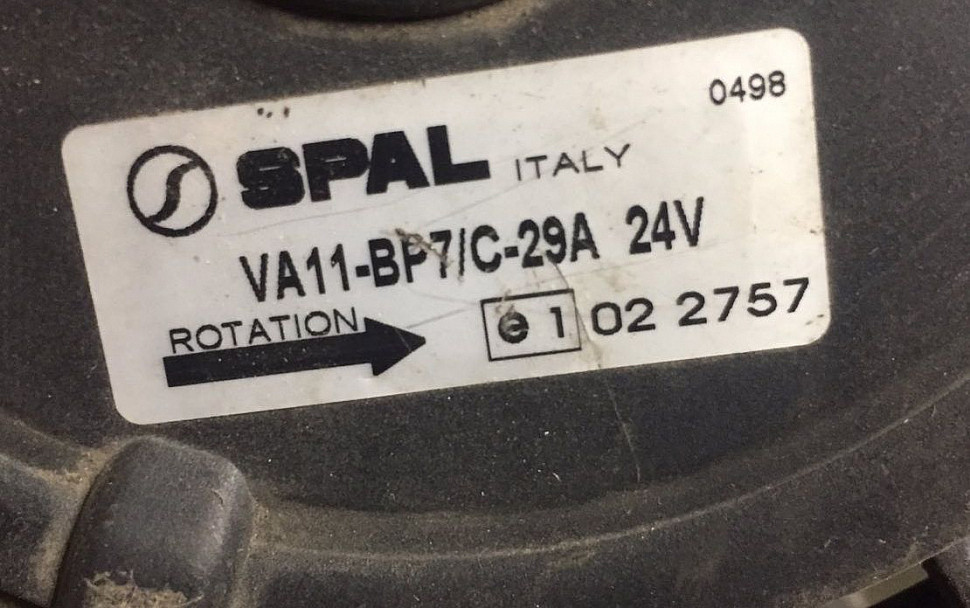 0498
SPAL ITALY
VA11-BP7/C-29A 24V
ROTATION
e 1 02 2757